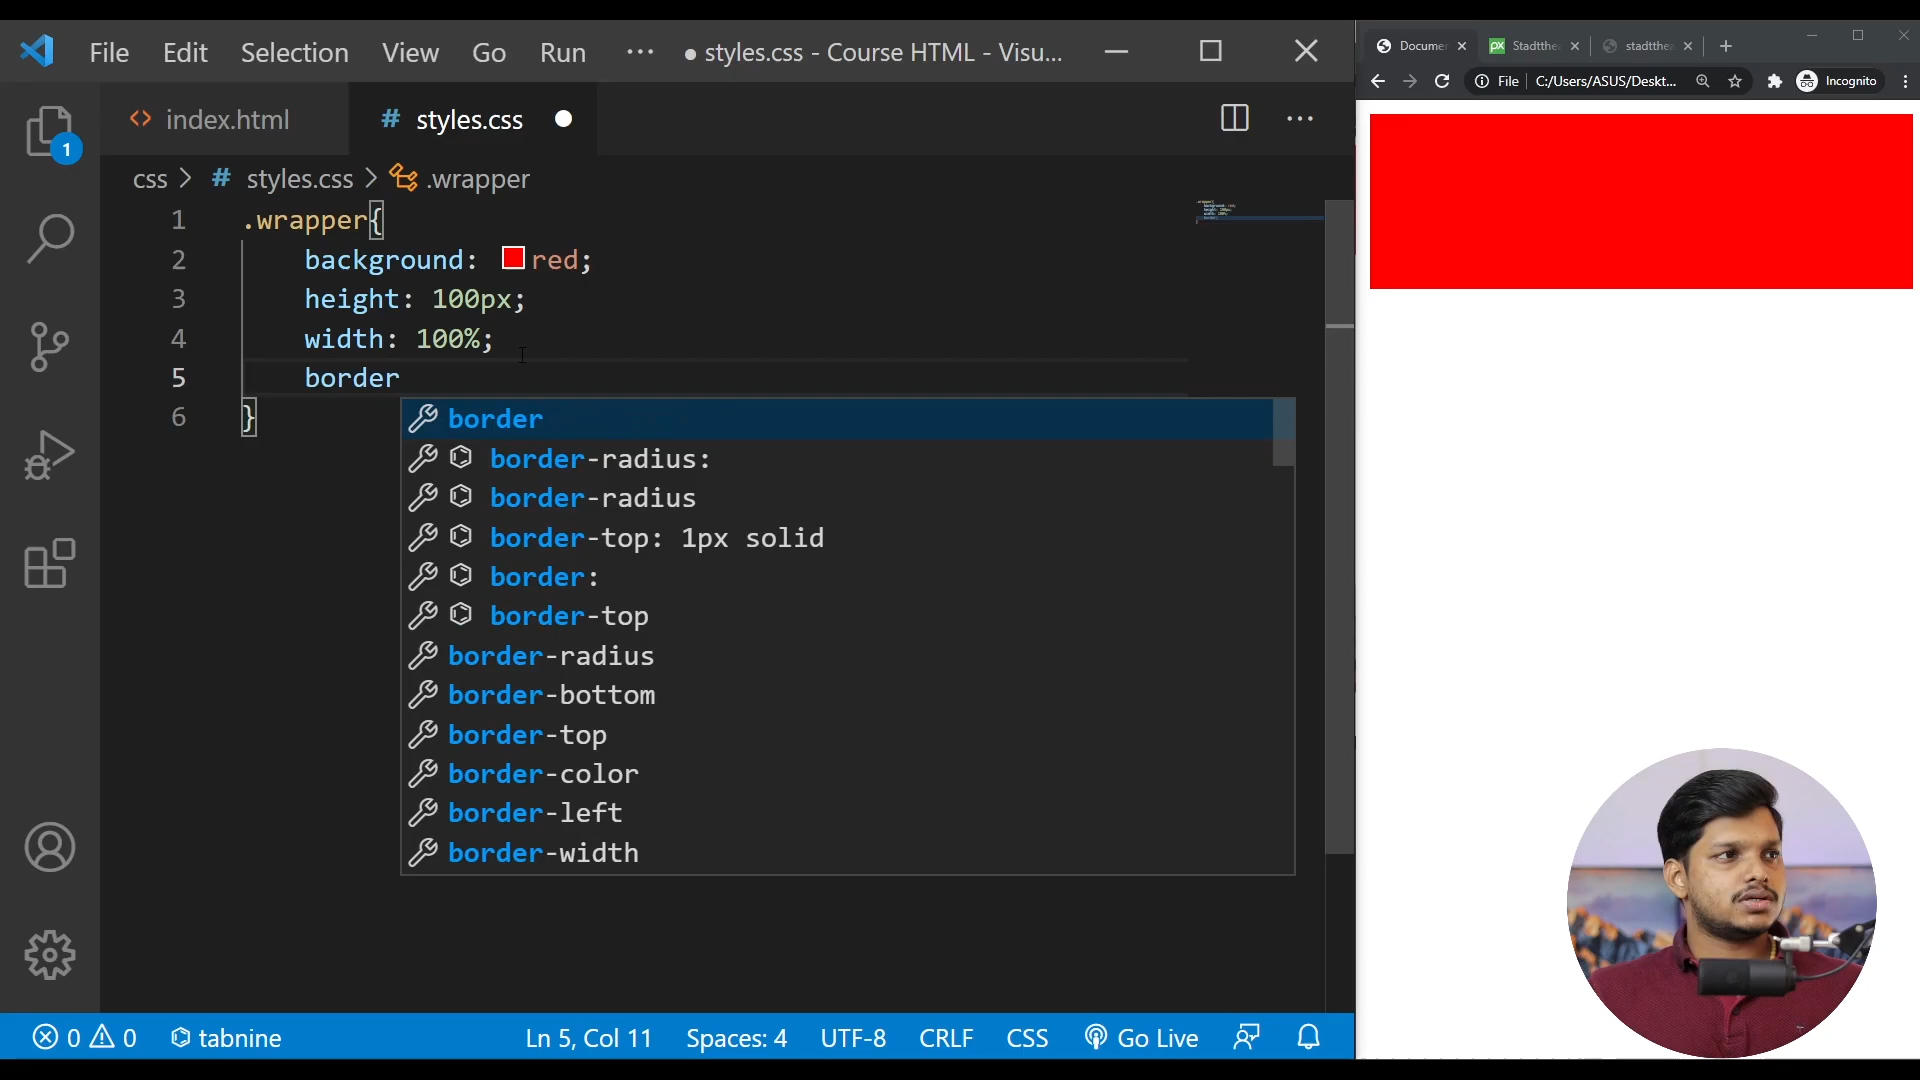 File Edit Selection View Go Run ··· ● styles.css - Course HTML - Visu...
index.html
# styles.css
css > # styles.css > .wrapper
1 .wrapper{
2 background: red;
3 height: 100px;
4 width: 100%;
5 border
6 }
border
border-radius:
border-radius
border-top: 1px solid
border:
border-top
border-radius
border-bottom
border-top
border-color
border-left
border-width
1
0 0 tabnine Ln 5, Col 11 Spaces: 4 UTF-8 CRLF CSS Go Live
Documen Stadtthe stadtthea
File C:/Users/ASUS/Deskt... Incognito